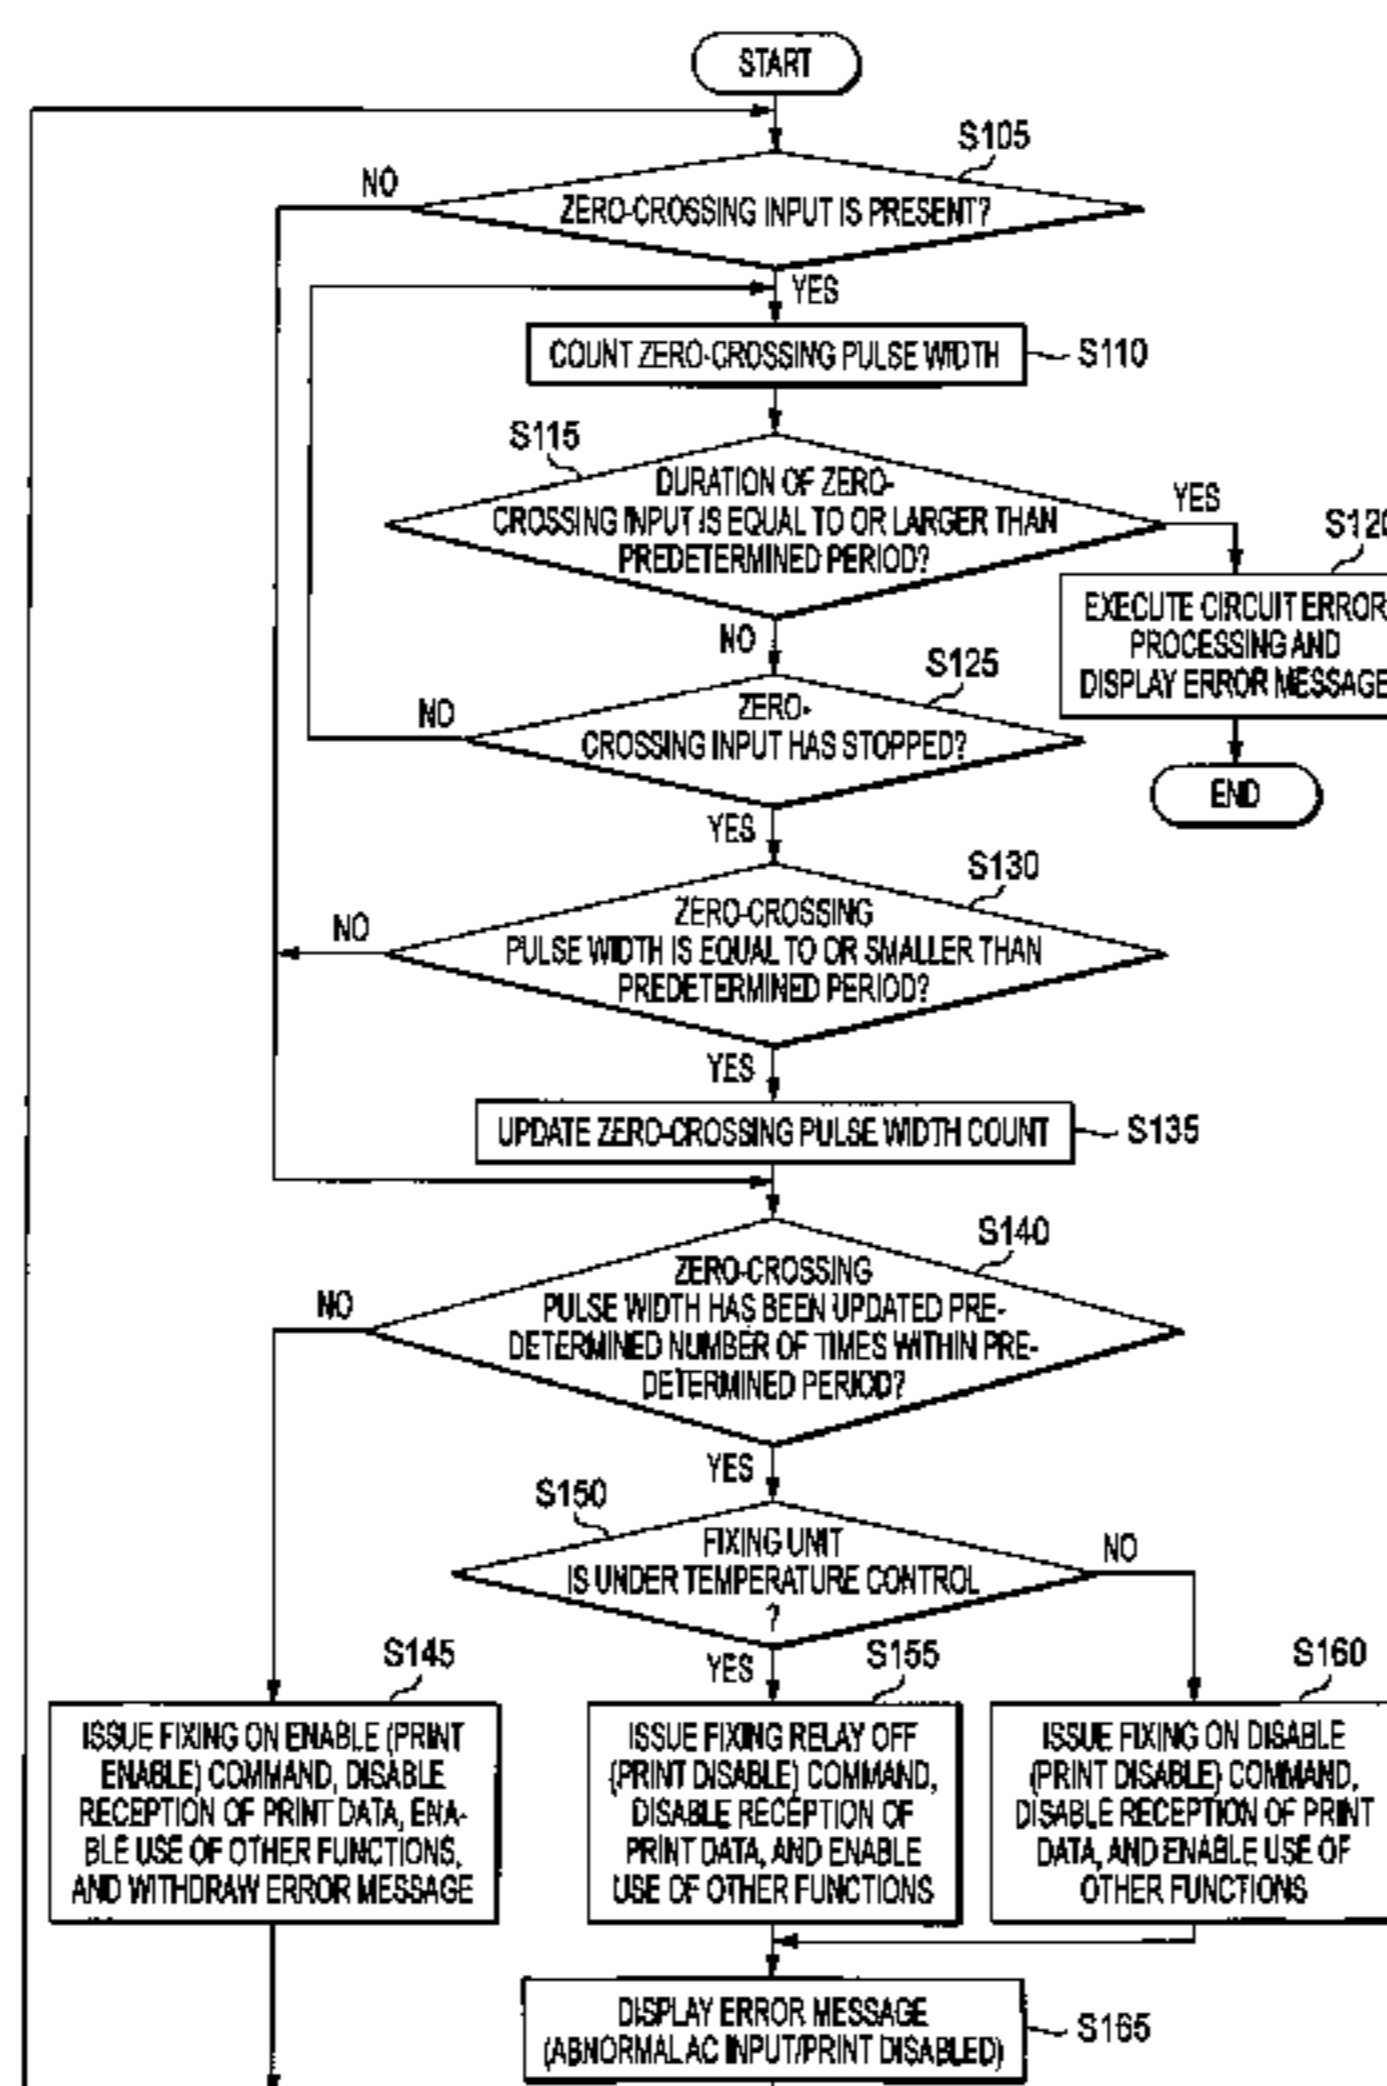 START
S105
NO
ZERO-CROSSING INPUT IS PRESENT?
YES
COUNT ZERO-CROSSING PULSE WIDTH
S110
S115
DURATION OF ZERO-
CROSSING INPUT IS EQUAL TO OR LARGER THAN
PREDETERMINED PERIOD?
YES
S120
EXECUTE CIRCUIT ERROR
PROCESSING AND
DISPLAY ERROR MESSAGE
NO
S125
ZERO-
CROSSING INPUT HAS STOPPED?
NO
END
YES
S130
ZERO-CROSSING
PULSE WIDTH IS EQUAL TO OR SMALLER THAN
PREDETERMINED PERIOD?
NO
YES
UPDATE ZERO-CROSSING PULSE WIDTH COUNT
S135
S140
ZERO-CROSSING
PULSE WIDTH HAS BEEN UPDATED PRE-
DETERMINED NUMBER OF TIMES WITHIN PRE-
DETERMINED PERIOD?
NO
YES
S150
FIXING UNIT
IS UNDER TEMPERATURE CONTROL
?
NO
YES
S145
ISSUE FIXING ON ENABLE (PRINT
ENABLE) COMMAND, DISABLE
RECEPTION OF PRINT DATA, ENA-
BLE USE OF OTHER FUNCTIONS,
AND WITHDRAW ERROR MESSAGE
S155
ISSUE FIXING RELAY OFF
(PRINT DISABLE) COMMAND,
DISABLE RECEPTION OF
PRINT DATA, AND ENABLE
USE OF OTHER FUNCTIONS
S160
ISSUE FIXING ON DISABLE
(PRINT DISABLE) COMMAND,
DISABLE RECEPTION OF PRINT
DATA, AND ENABLE USE OF
OTHER FUNCTIONS
DISPLAY ERROR MESSAGE
(ABNORMAL AC INPUT/PRINT DISABLED)
S165